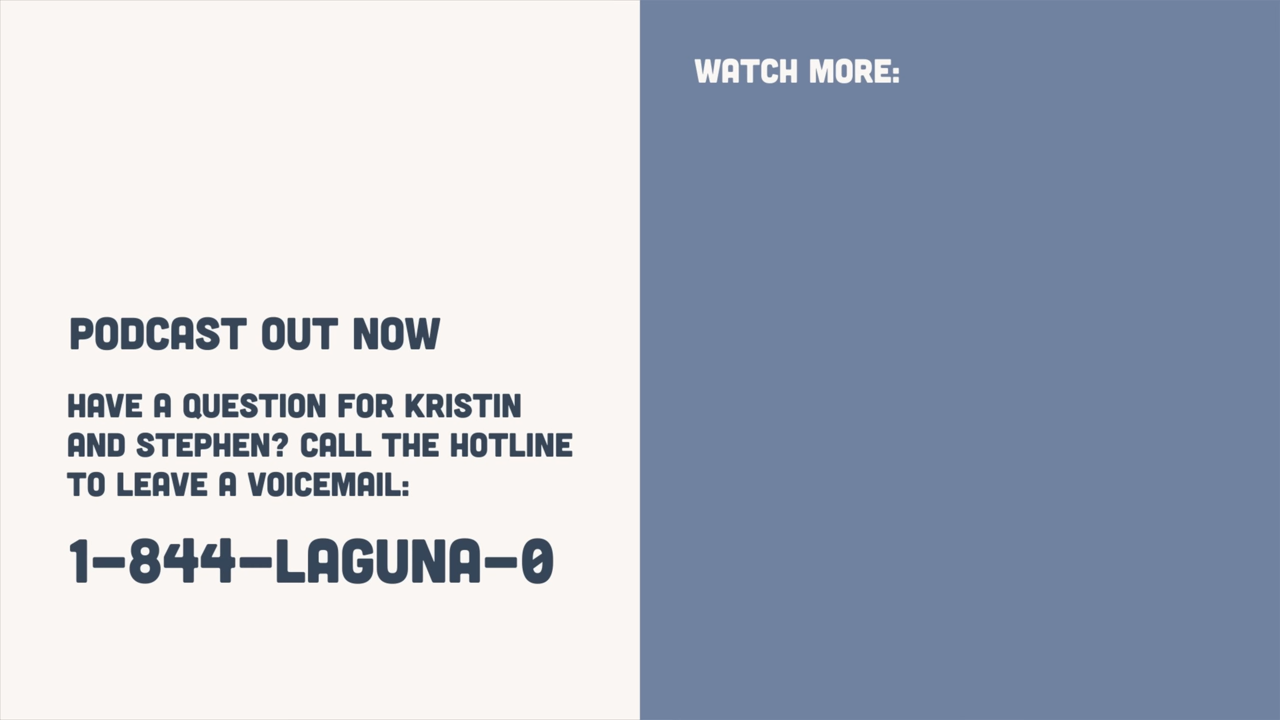 PODCAST OUT NOW
HAVE A QUESTION FOR KRISTIN
AND STEPHEN? CALL THE HOTLINE
TO LEAVE A VOICEMAIL:
1-844-LAGUNA-0
WATCH MORE: